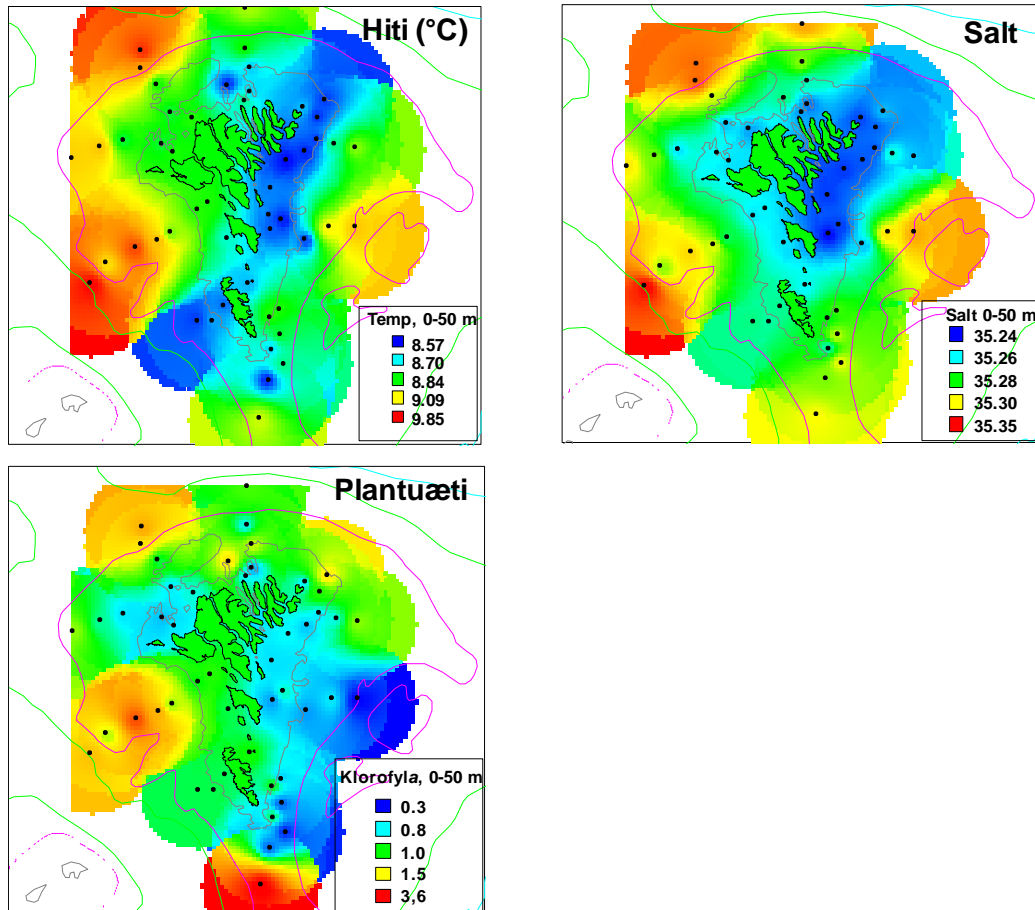 Hiti (°C)
Temp, 0-50 m
8.57
8.70
8.84
9.09
9.85
Salt
Salt 0-50 m
35.24
35.26
35.28
35.30
35.35
Plantuæti
Klorofyla, 0-50 m
0.3
0.8
1.0
1.5
3,6